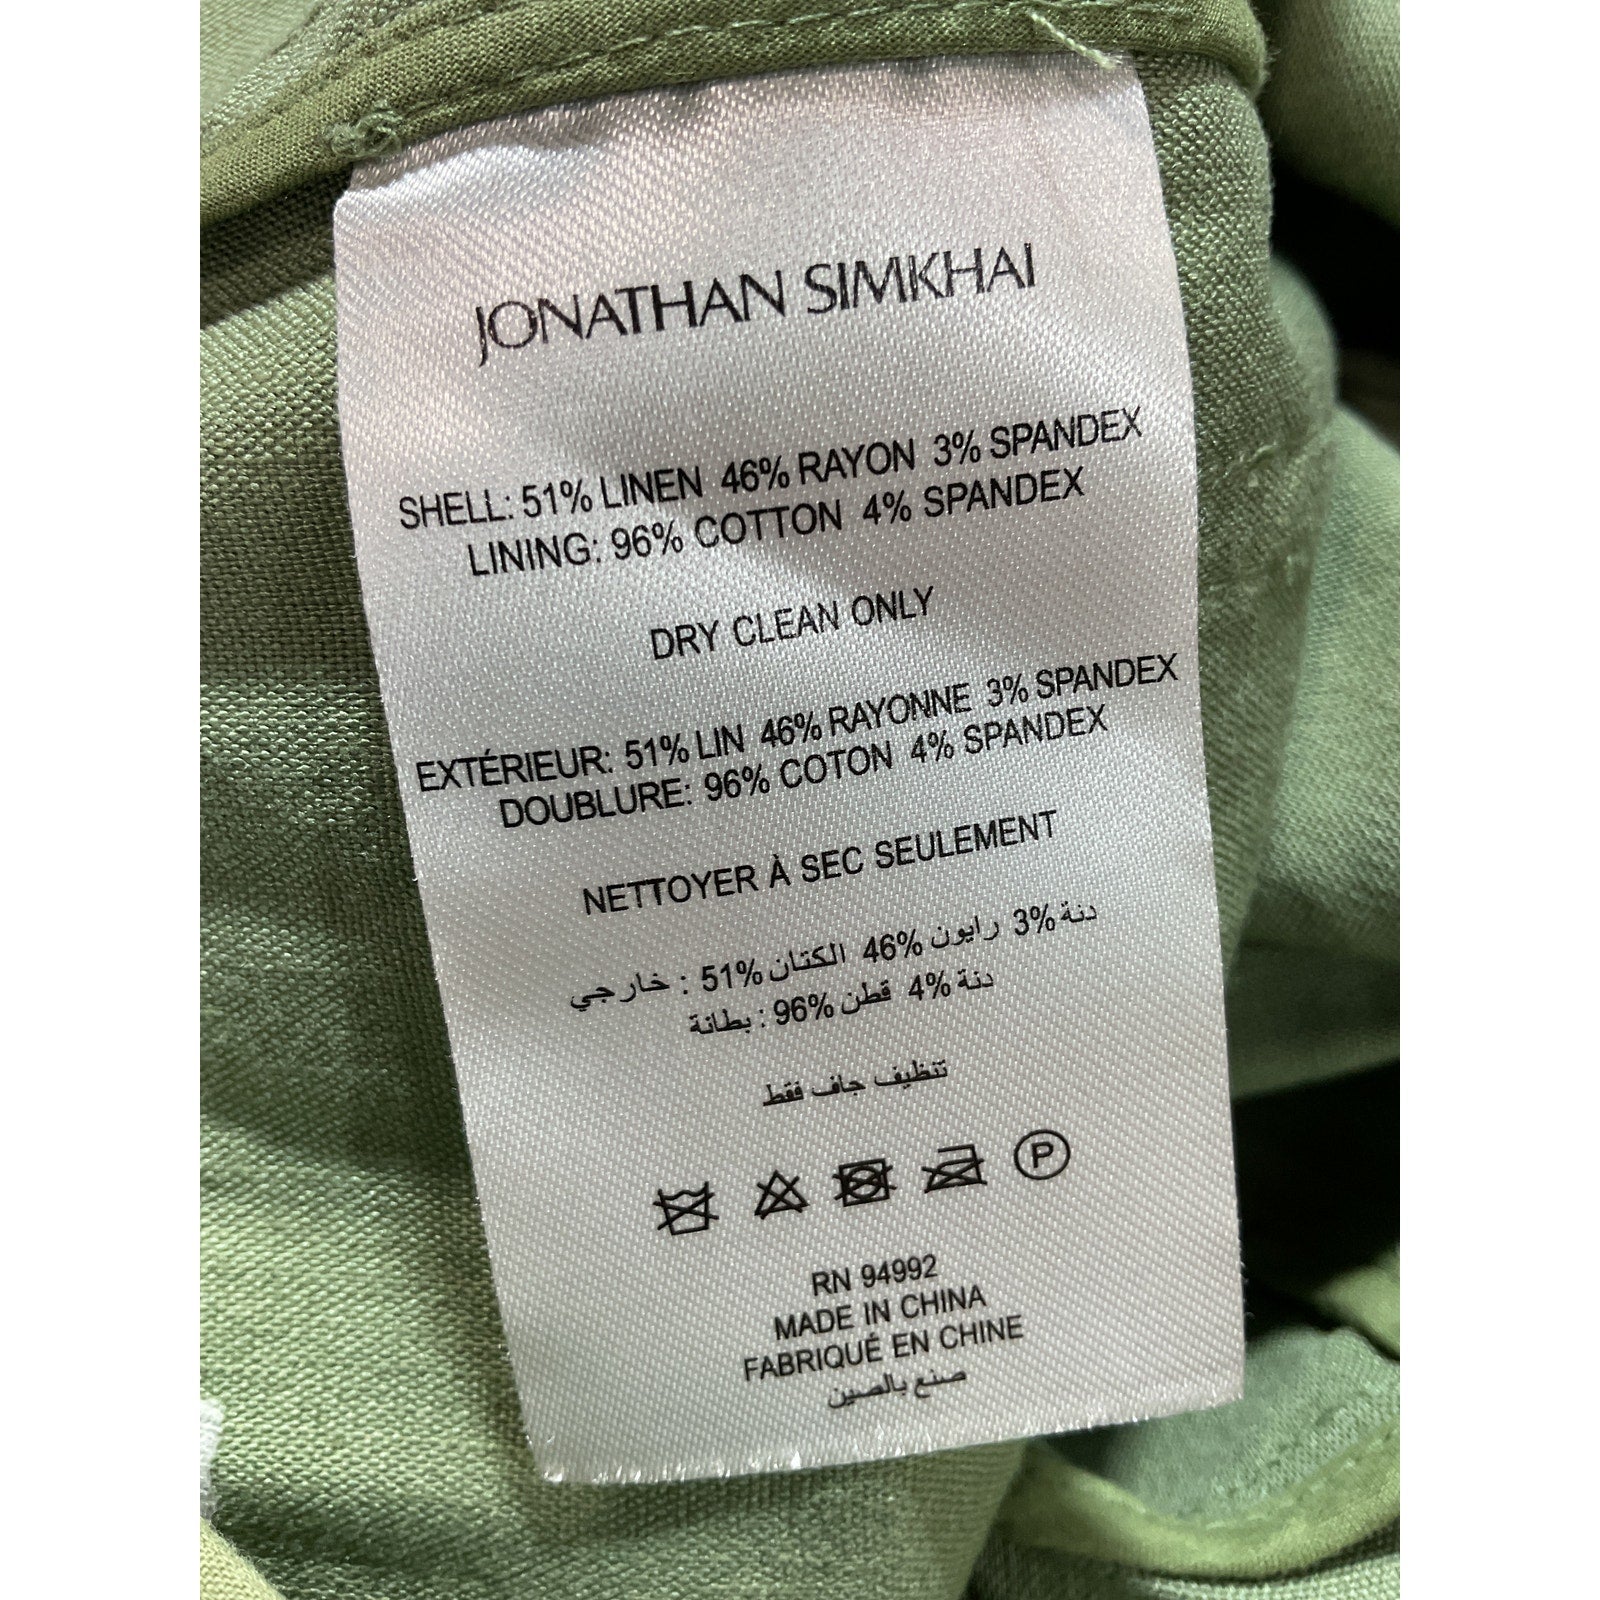 JONATHAN SIMKHAI
SHELL: 51% LINEN 46% RAYON 3% SPANDEX
LINING: 96% COTTON 4% SPANDEX
DRY CLEAN ONLY
EXTÉRIEUR: 51% LIN 46% RAYONNE 3% SPANDEX
DOUBLURE: 96% COTON 4% SPANDEX
NETTOYER À SEC SEULEMENT
خارجي : 51% الكتان 46% رايون 3% دنة
بطانة : 96% قطن 4% دنة
تنظيف جاف فقط
P
RN 94992
MADE IN CHINA
FABRIQUÉ EN CHINE
صنع بالصين